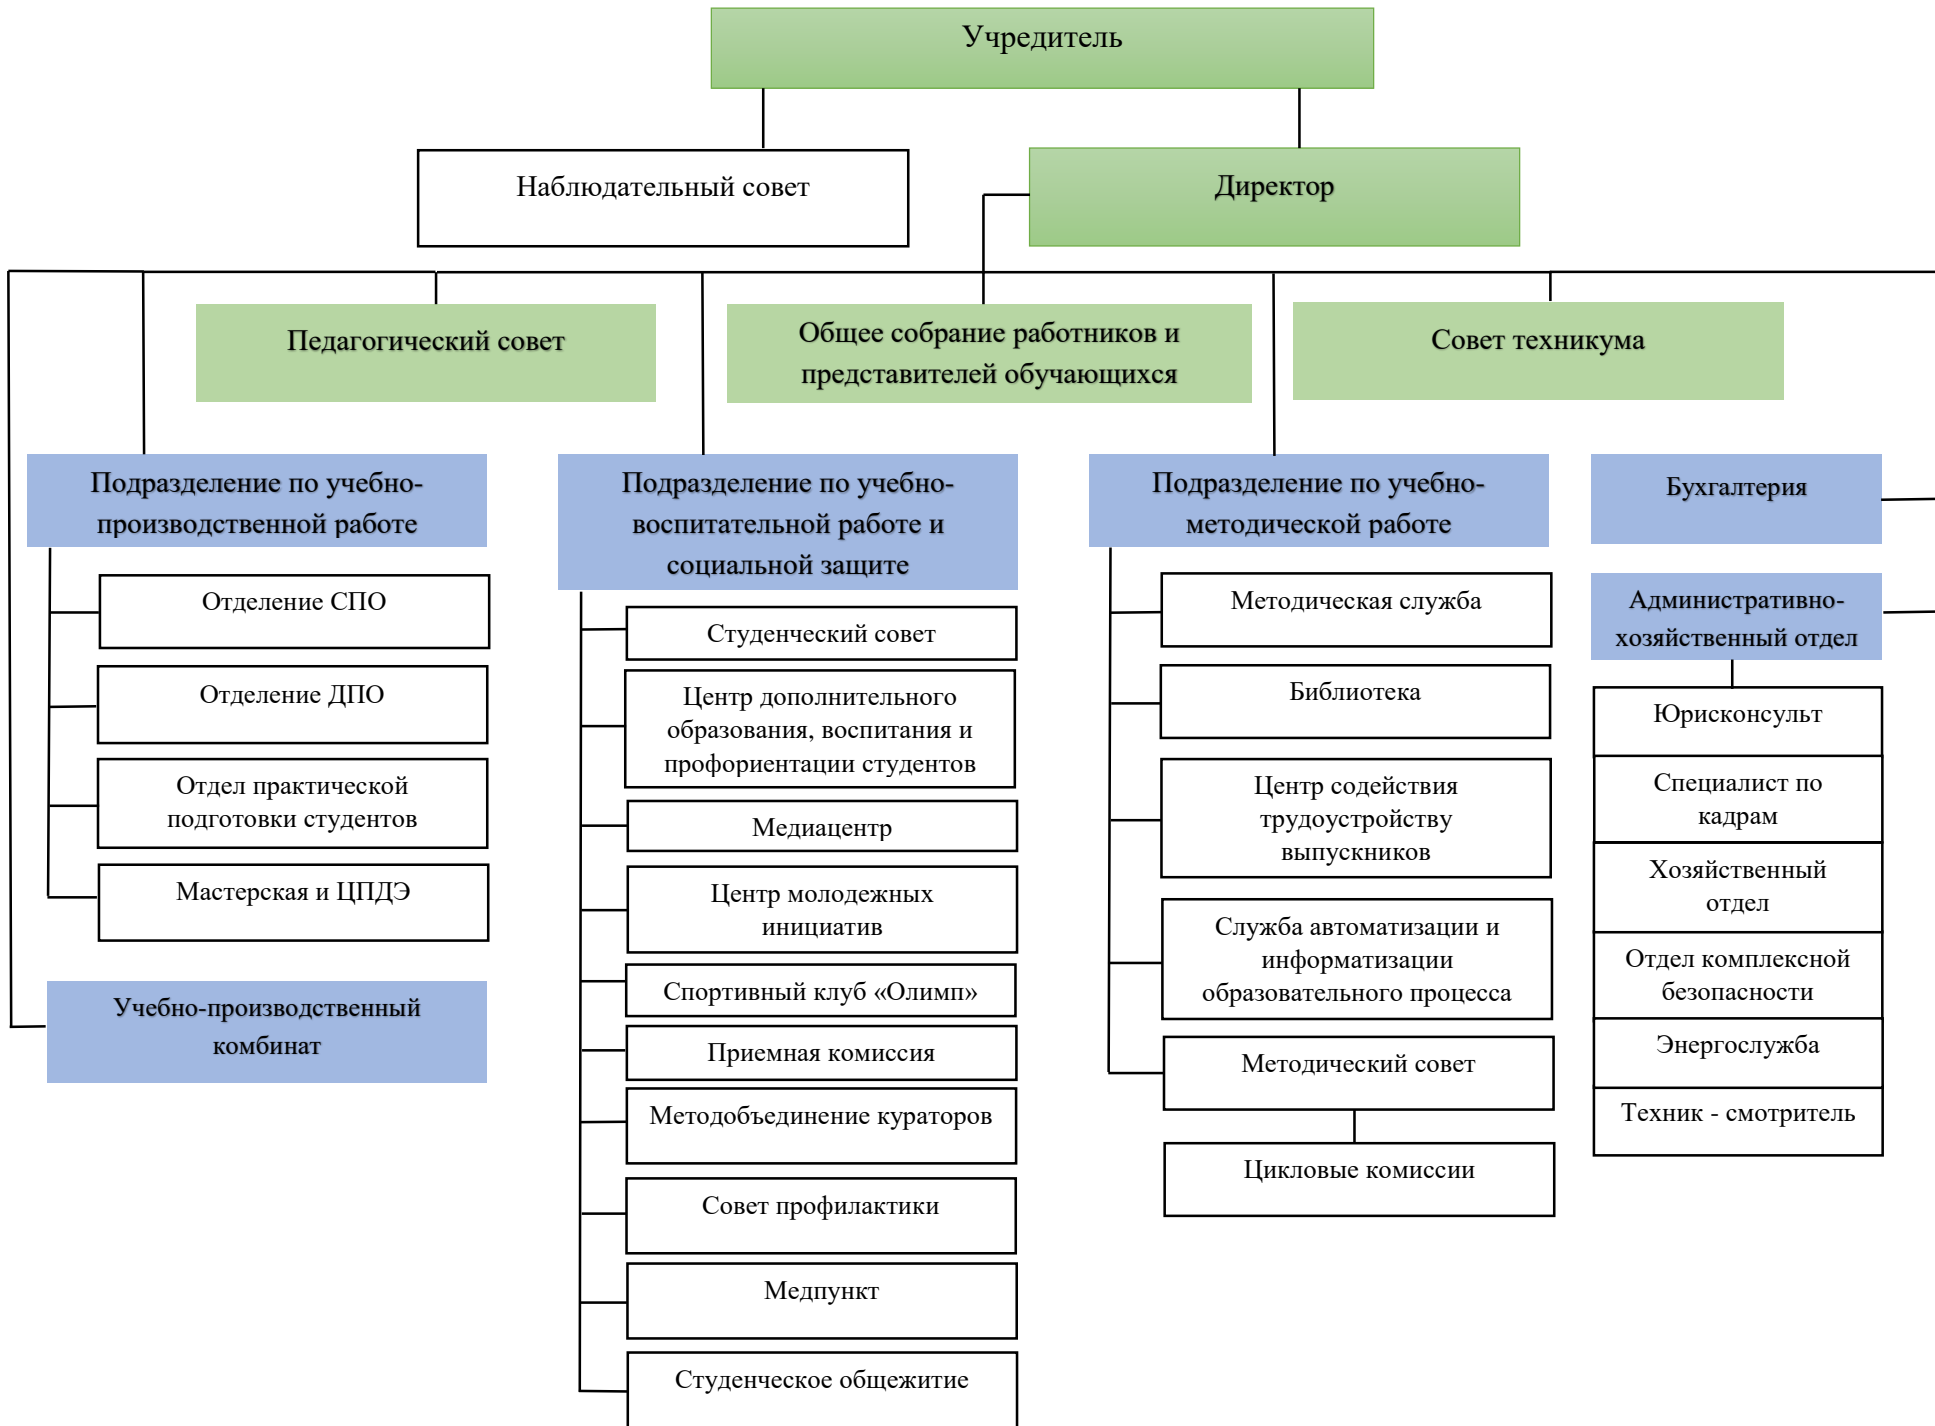 Учредитель
Наблюдательный совет
Директор
Педагогический совет
Общее собрание работников и
представителей обучающихся
Совет техникума
Подразделение по учебно-
производственной работе
Отделение СПО
Отделение ДПО
Отдел практической
подготовки студентов
Мастерская и ЦПДЭ
Учебно-производственный
комбинат
Подразделение по учебно-
воспитательной работе и
социальной защите
Студенческий совет
Центр дополнительного
образования, воспитания и
профориентации студентов
Медиацентр
Центр молодежных
инициатив
Спортивный клуб «Олимп»
Приемная комиссия
Методобъединение кураторов
Совет профилактики
Медпункт
Студенческое общежитие
Подразделение по учебно-
методической работе
Методическая служба
Библиотека
Центр содействия
трудоустройству
выпускников
Служба автоматизации и
информатизации
образовательного процесса
Методический совет
Цикловые комиссии
Бухгалтерия
Административно-
хозяйственный отдел
Юрисконсульт
Специалист по
кадрам
Хозяйственный
отдел
Отдел комплексной
безопасности
Энергослужба
Техник - смотритель